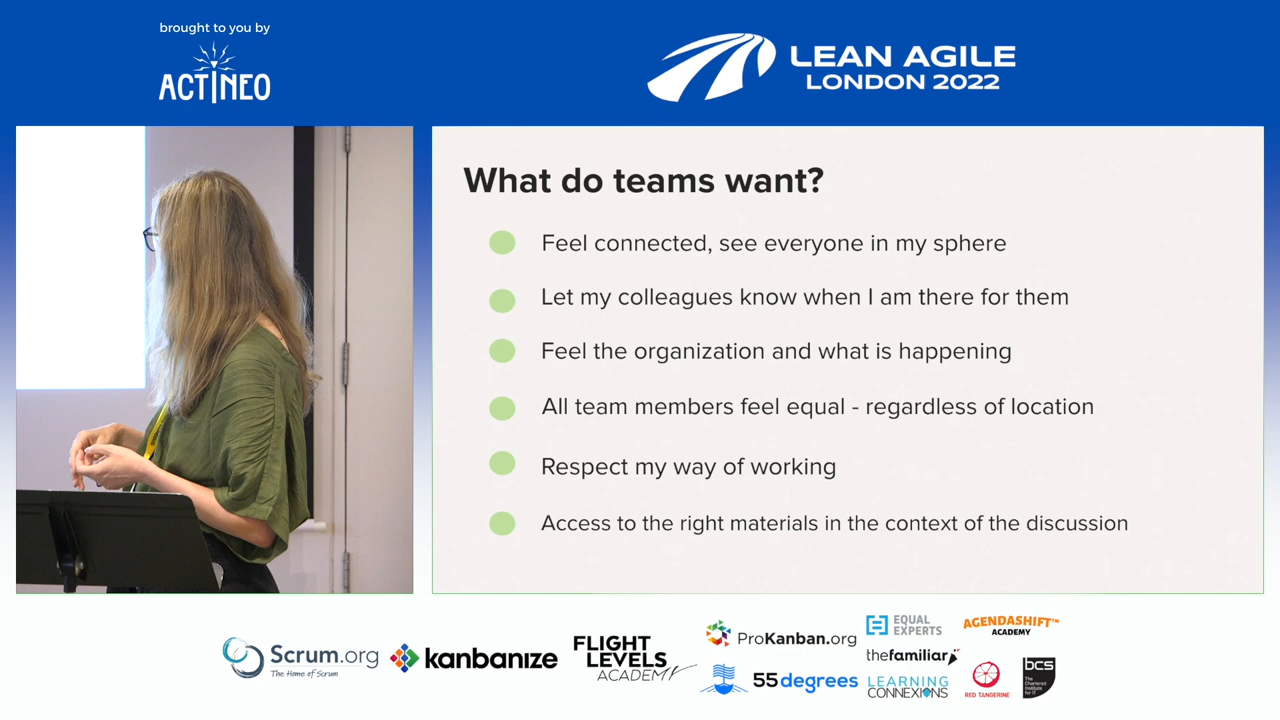 brought to you by
ACTINEO
LEAN AGILE
LONDON 2022
What do teams want?
Feel connected, see everyone in my sphere
Let my colleagues know when I am there for them
Feel the organization and what is happening
All team members feel equal - regardless of location
Respect my way of working
Access to the right materials in the context of the discussion
Scrum.org
The Home of Scrum
kanbanize
FLIGHT
LEVELS
ACADEMY
ProKanban.org
55degrees
EQUAL
EXPERTS
thefamiliar
LEARNING
CONNEXIONS
AGENDASHIFT™
ACADEMY
RED TANGERINE
bcs
The
Chartered
Institute
for IT